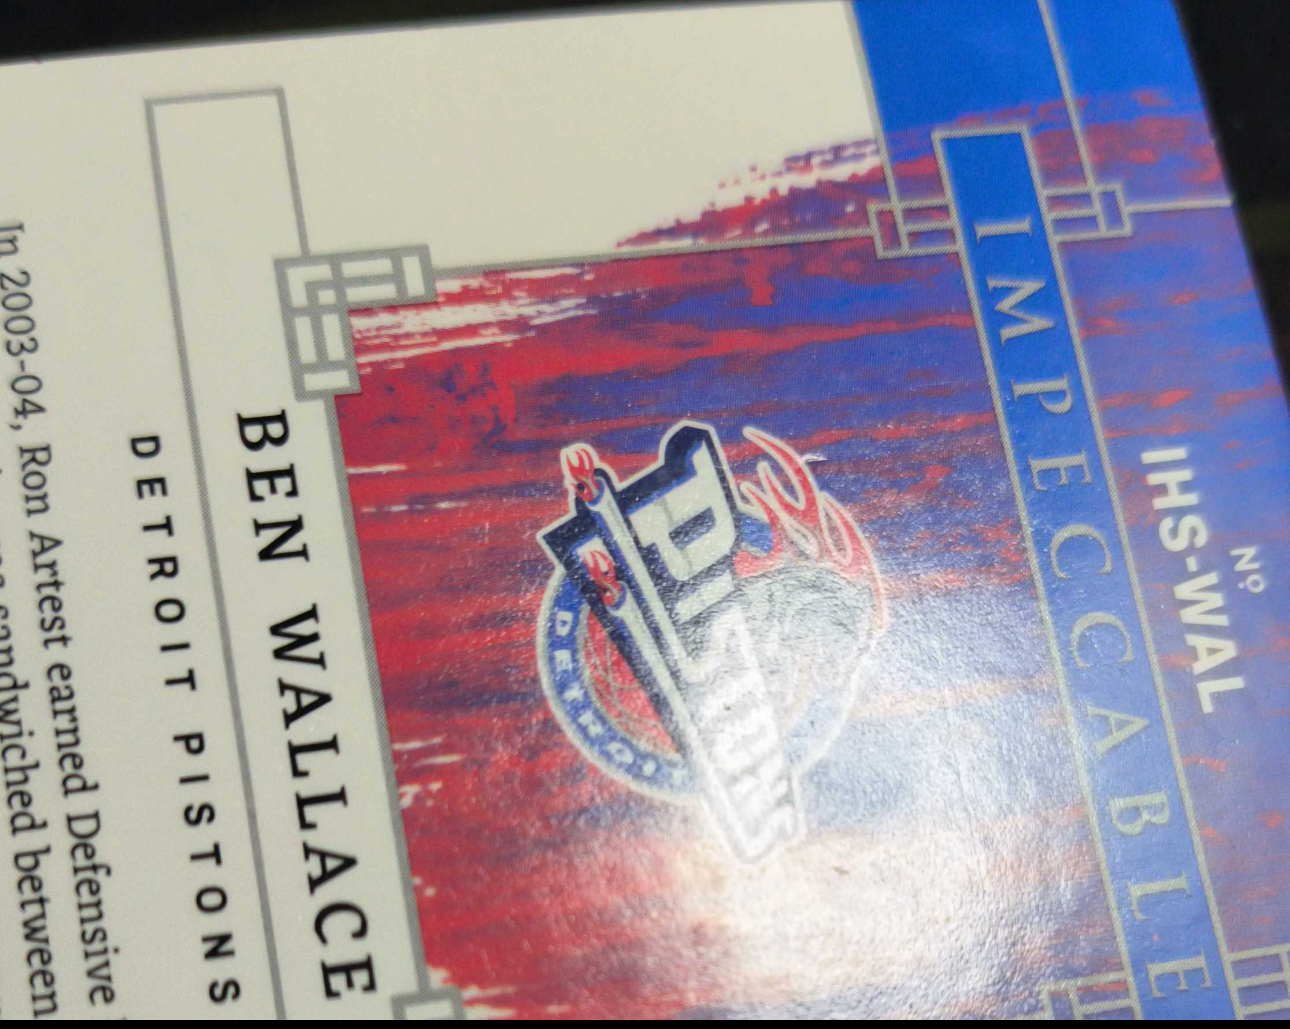 Nº
IHS-WAL
IMPECCABLE
PISTONS
DETROIT
BEN WALLACE
DETROIT PISTONS
In 2003-04, Ron Artest earned Defensive
sandwiched between